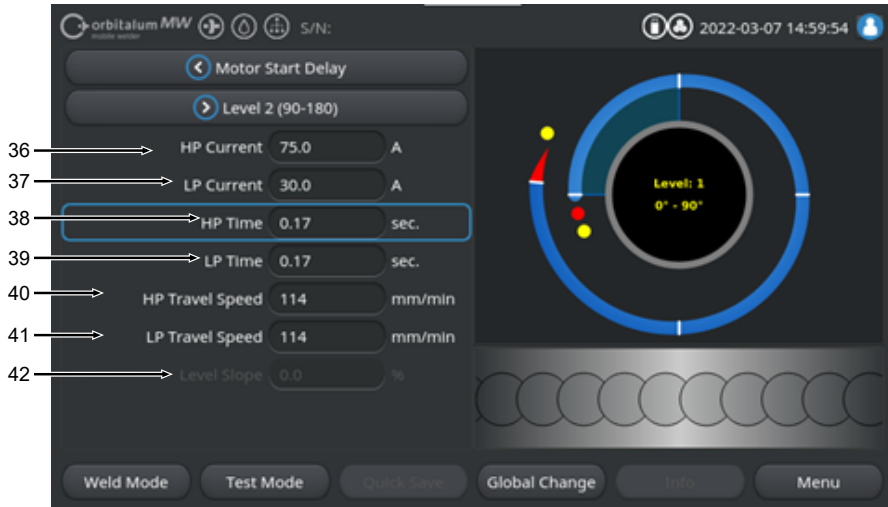 orbitalum MW
mobile welder
S/N:
2022-03-07 14:59:54
Motor Start Delay
Level 2 (90-180)
36 HP Current 75.0 A
37 LP Current 30.0 A
38 HP Time 0.17 sec.
39 LP Time 0.17 sec.
40 HP Travel Speed 114 mm/min
41 LP Travel Speed 114 mm/min
42 Level Slope 0.0 %
Level: 1
0° - 90°
Weld Mode Test Mode Quick Save Global Change Info Menu